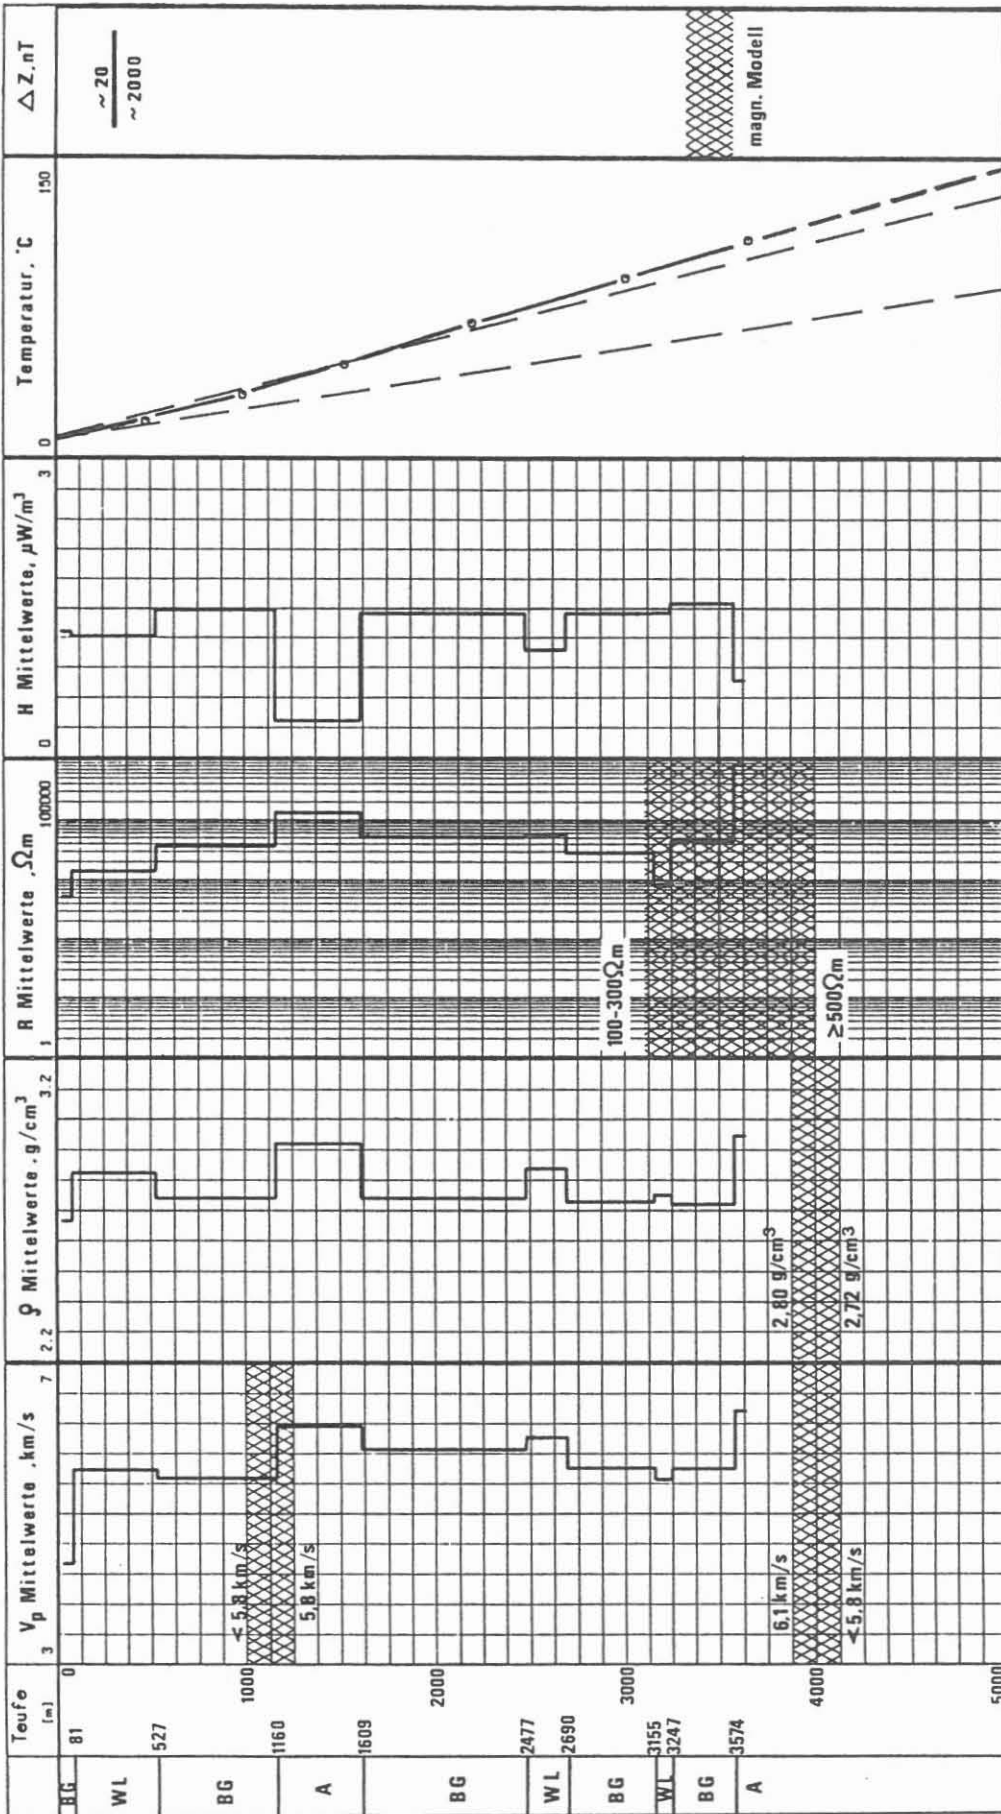 Teufe
[m]
Vp Mittelwerte , km/s
3 7
ϱ Mittelwerte , g/cm³
2.2 3.2
R Mittelwerte , Ωm
1 100000
H Mittelwerte, µW/m³
0 3
Temperatur, °C
0 150
Δ Z, nT
0
1000
2000
3000
4000
5000
81
527
1160
1609
2477
2690
3155
3247
3574
BG
WL
BG
A
BG
WL
BG
WL
BG
A
< 5,8 km/s
5,8 km/s
6,1 km/s
< 5,8 km/s
2,80 g/cm³
2,72 g/cm³
100-300Ωm
≥500Ωm
~ 20
~ 2000
magn. Modell